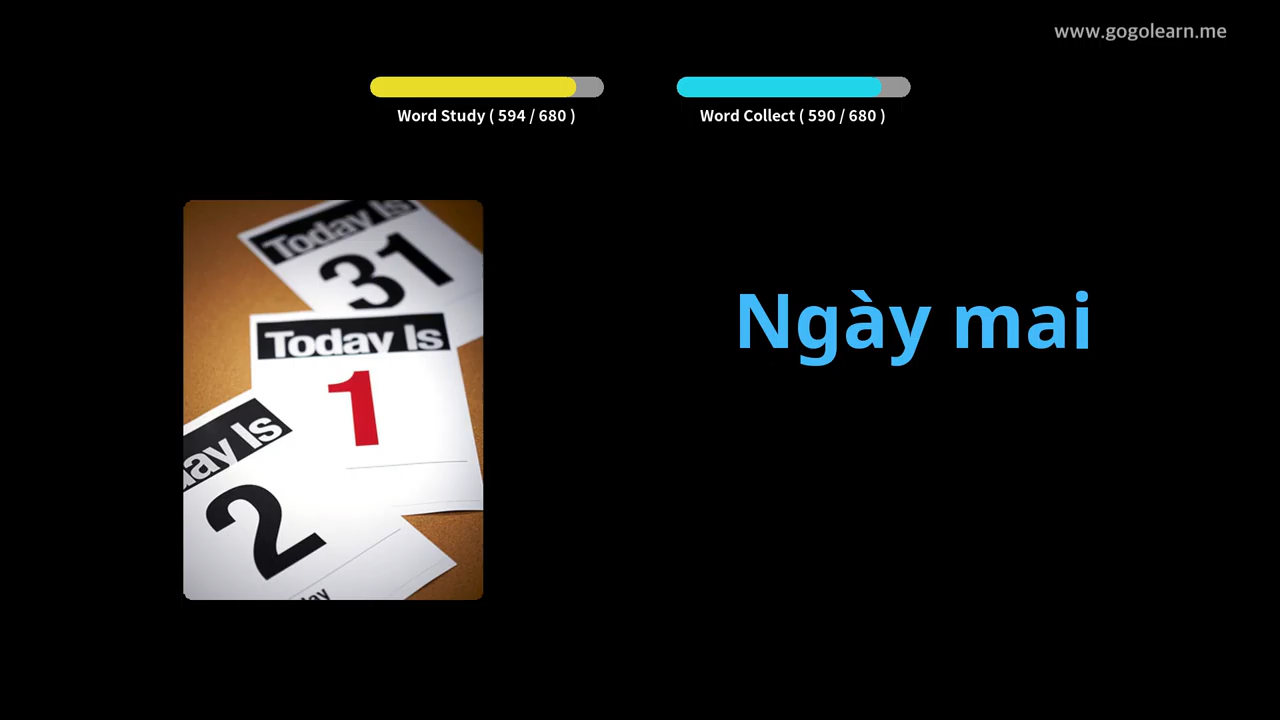 www.gogolearn.me
Word Study ( 594 / 680 )
Word Collect ( 590 / 680 )
Today Is
31
Today Is
1
ay Is
2
Ngày mai